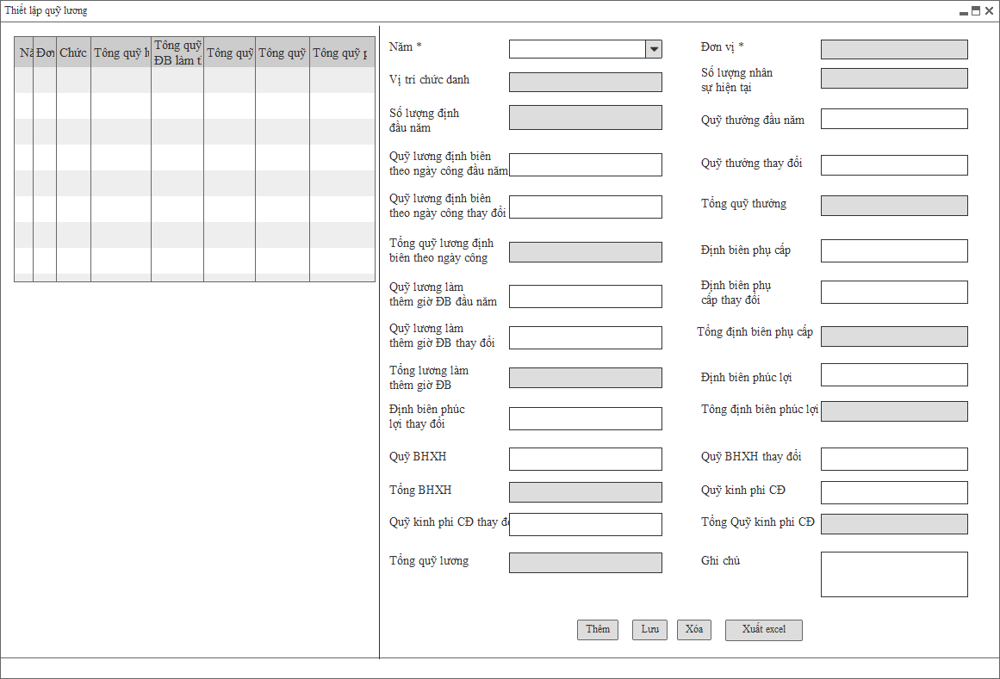 Thiết lập quỹ lương
Đơn
Chức
Tông quỹ
Tông quỹ
ĐB làm
Tông quỹ
Tông quỹ
Tông quỹ
Năm *
Đơn vị *
Vị trí chức danh
Số lượng nhân
sự hiện tại
Số lượng định
đầu năm
Quỹ thưởng đầu năm
Quỹ lương định biên
theo ngày công đầu năm
Quỹ thưởng thay đổi
Quỹ lương định biên
theo ngày công thay đổi
Tổng quỹ thưởng
Tổng quỹ lương định
biên theo ngày công
Định biên phụ cấp
Quỹ lương làm
thêm giờ ĐB đầu năm
Định biên phụ
cấp thay đổi
Quỹ lương làm
thêm giờ ĐB thay đổi
Tổng định biên phụ cấp
Tổng lương làm
thêm giờ ĐB
Định biên phúc lợi
Định biên phúc
lợi thay đổi
Tông định biên phúc lợi
Quỹ BHXH
Quỹ BHXH thay đổi
Tổng BHXH
Quỹ kinh phí CĐ
Quỹ kinh phí CĐ thay
Tổng Quỹ kinh phí CĐ
Tổng quỹ lương
Ghi chú
Thêm
Lưu
Xóa
Xuất excel